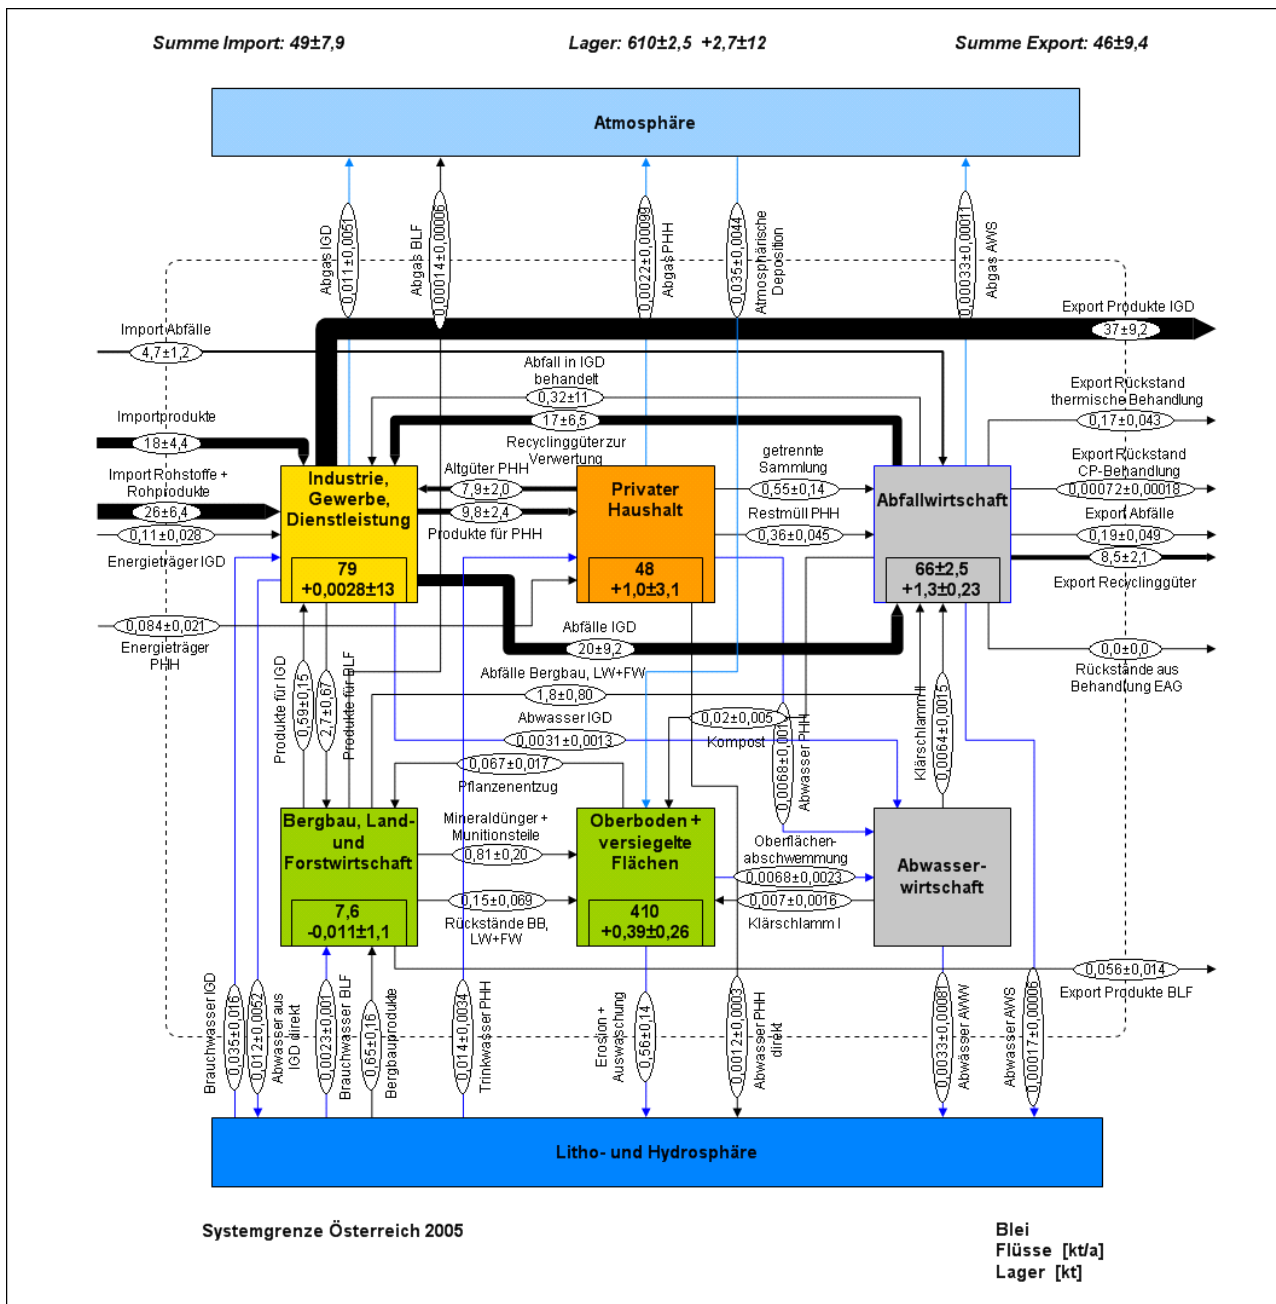 Summe Import: 49±7,9
Lager: 610±2,5 +2,7±12
Summe Export: 46±9,4
Atmosphäre
Abgas IGD
0,011±0,0051
Abgas BLF
0,00014±0,00006
0,0022±0,00099
Abgas PHH
0,035±0,0044
Atmosphärische
Deposition
0,00033±0,00011
Abgas AWS
Import Abfälle
4,7±1,2
Export Produkte IGD
37±9,2
Abfall in IGD
behandelt
0,32±11
17±6,5
Recyclinggüter zur
Verwertung
Export Rückstand
thermische Behandlung
0,17±0,043
Importprodukte
18±4,4
Import Rohstoffe +
Rohprodukte
26±6,4
0,11±0,028
Energieträger IGD
Industrie,
Gewerbe,
Dienstleistung
79
+0,0028±13
Altgüter PHH
7,9±2,0
9,8±2,4
Produkte für PHH
Privater
Haushalt
48
+1,0±3,1
getrennte
Sammlung
0,55±0,14
Restmüll PHH
0,36±0,045
Abfallwirtschaft
66±2,5
+1,3±0,23
Export Rückstand
CP-Behandlung
0,00072±0,00018
Export Abfälle
0,19±0,049
8,5±2,1
Export Recyclinggüter
0,084±0,021
Energieträger
PHH
Abfälle IGD
20±9,2
0,0±0,0
Rückstände aus
Behandlung EAG
Produkte für IGD
0,59±0,15
2,7±0,67
Produkte für BLF
Abfälle Bergbau, LW+FW
1,8±0,80
Abwasser IGD
0,0031±0,0013
0,02±0,005
Kompost
Abwasser PHH
Klärschlamm II
0,0064±0,0015
0,067±0,017
Pflanzenentzug
Bergbau, Land-
und
Forstwirtschaft
7,6
-0,011±1,1
Mineraldünger +
Munitionsteile
0,81±0,20
0,15±0,069
Rückstände BB,
LW+FW
Oberboden +
versiegelte
Flächen
410
+0,39±0,26
Oberflächen-
abschwemmung
0,0068±0,0023
0,007±0,0016
Klärschlamm I
Abwasser-
wirtschaft
0,056±0,014
Export Produkte BLF
Brauchwasser IGD
0,035±0,016
0,012±0,0052
Abwasser aus
IGD direkt
0,0023±0,001
Brauchwasser BLF
0,65±0,16
Bergbauprodukte
0,014±0,0034
Trinkwasser PHH
Erosion +
Auswaschung
0,56±0,14
0,0012±0,0003
Abwasser PHH
direkt
0,0033±0,00081
Abwässer AWW
Abwasser AWS
0,00017±0,00006
Litho- und Hydrosphäre
Systemgrenze Österreich 2005
Blei
Flüsse [kt/a]
Lager [kt]